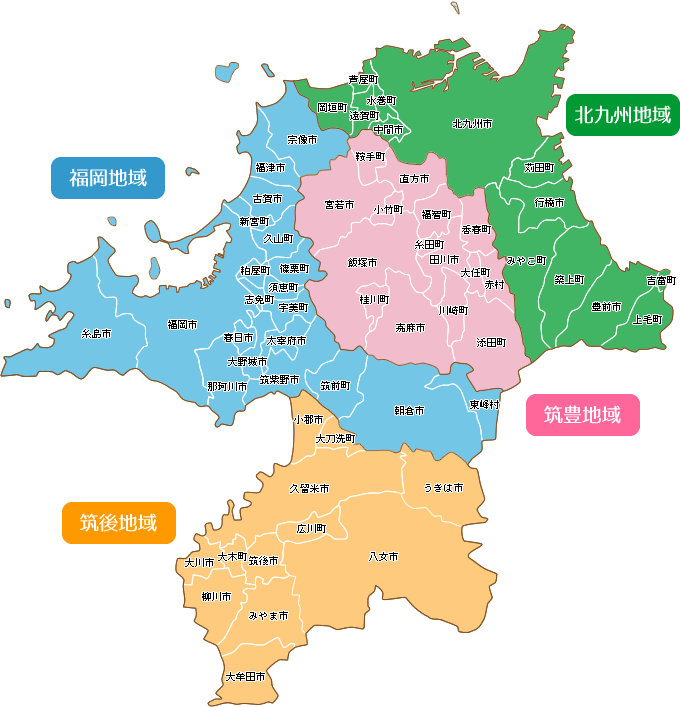 芦屋町
水巻町
岡垣町
遠賀町
中間市
北九州市
北九州地域
宗像市
鞍手町
福津市
直方市
苅田町
福岡地域
古賀市
宮若市
小竹町
福智町
行橋市
新宮町
香春町
久山町
糸田町
田川市
みやこ町
飯塚市
篠栗町
粕屋町
大任町
築上町
吉富町
須恵町
赤村
志免町
桂川町
宇美町
川崎町
豊前市
上毛町
福岡市
嘉麻市
糸島市
春日市
太宰府市
添田町
大野城市
筑紫野市
那珂川市
筑前町
東峰村
朝倉市
筑豊地域
小郡市
大刀洗町
久留米市
うきは市
筑後地域
広川町
大木町
八女市
大川市
筑後市
柳川市
みやま市
大牟田市